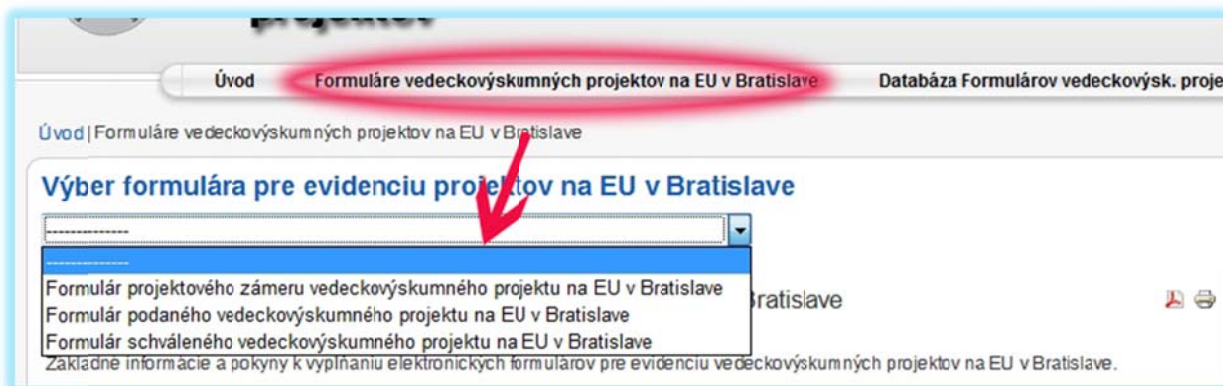 projektov
Úvod Formuláre vedeckovýskumných projektov na EU v Bratislave Databáza Formulárov vedeckovýsk. proje
Úvod|Formuláre vedeckovýskumných projektov na EU v Bratislave
Výber formulára pre evidenciu projektov na EU v Bratislave
-------------
-------------
Formulár projektového zámeru vedeckovýskumného projektu na EU v Bratislave
Formulár podaného vedeckovýskumného projektu na EU v Bratislave
ratislave
Formulár schváleného vedeckovýskumného projektu na EU v Bratislave
Základné informácie a pokyny k vyplňaniu elektronických formulárov pre evidenciu vedeckovýskumných projektov na EU v Bratislave.